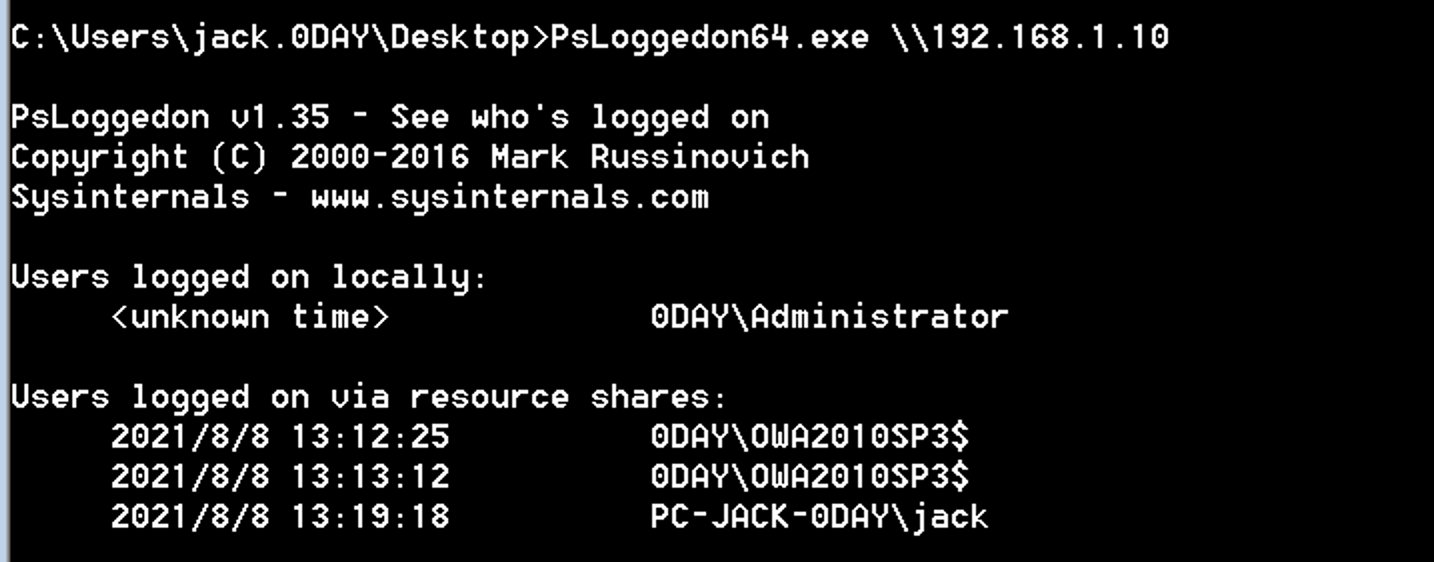 C:\Users\jack.0DAY\Desktop>PsLoggedon64.exe \\192.168.1.10
PsLoggedon v1.35 - See who's logged on
Copyright (C) 2000-2016 Mark Russinovich
Sysinternals - www.sysinternals.com
Users logged on locally:
<unknown time> 0DAY\Administrator
Users logged on via resource shares:
2021/8/8 13:12:25 0DAY\OWA2010SP3$
2021/8/8 13:13:12 0DAY\OWA2010SP3$
2021/8/8 13:19:18 PC-JACK-0DAY\jack